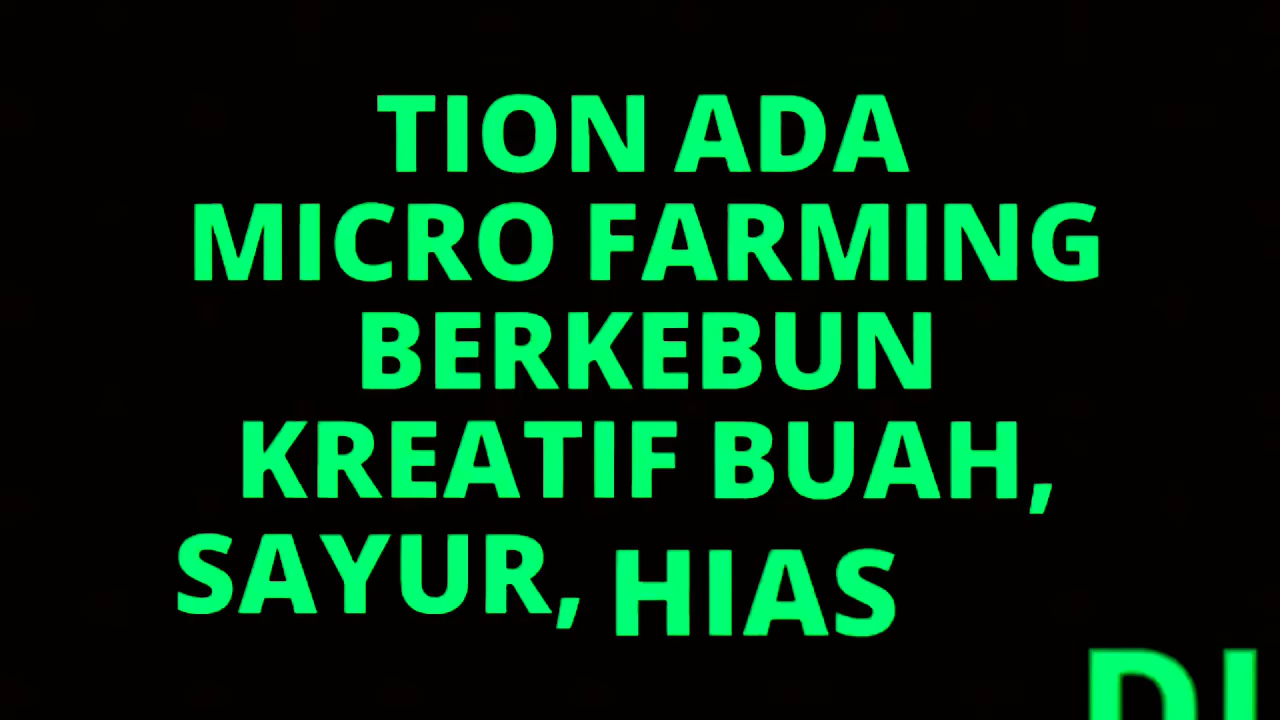 TION ADA
MICRO FARMING
BERKEBUN
KREATIF BUAH,
SAYUR, HIAS